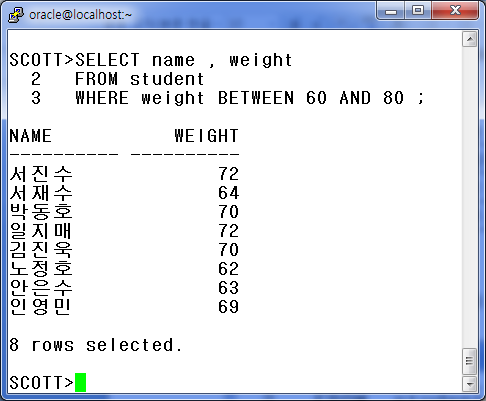 oracle@localhost:~
SCOTT>SELECT name , weight
2 FROM student
3 WHERE weight BETWEEN 60 AND 80 ;
NAME WEIGHT
---------- ----------
서진수 72
서재수 64
박동호 70
일지매 72
김진욱 70
노정호 62
안은수 63
인영민 69
8 rows selected.
SCOTT>